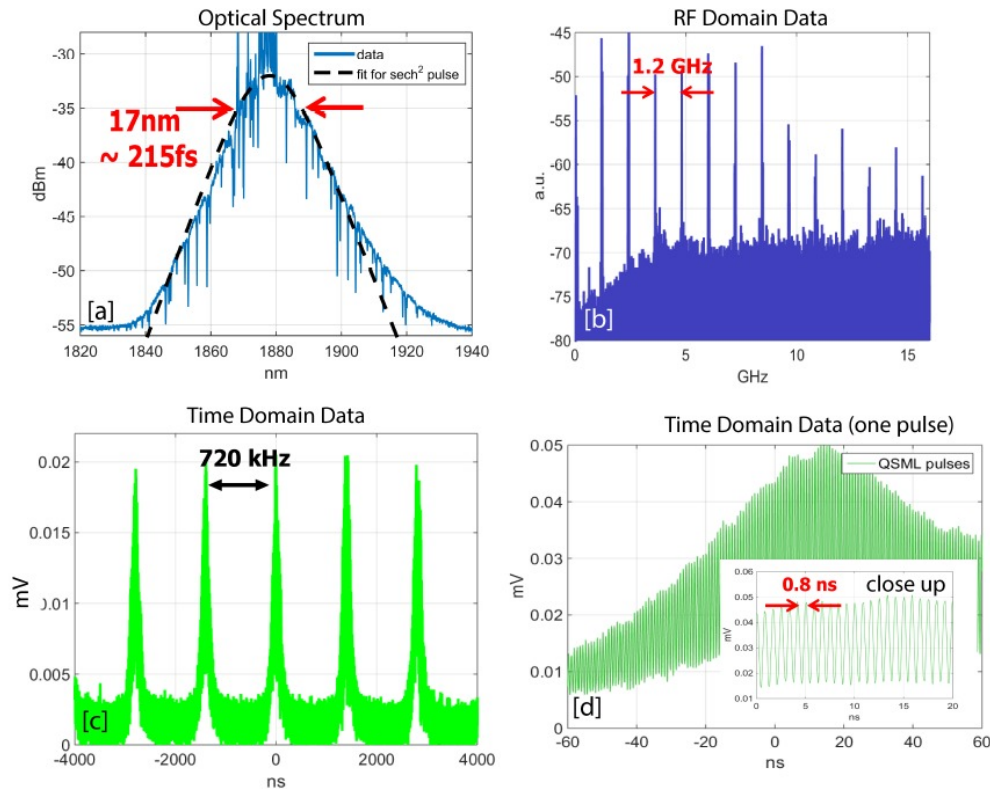 Optical Spectrum
-30
-35
-40
-45
-50
-55
dBm
data
fit for sech² pulse
17nm
~ 215fs
[a]
1820 1840 1860 1880 1900 1920 1940
nm
RF Domain Data
-45
-50
-55
-60
-65
-70
-75
-80
a.u.
1.2 GHz
[b]
0 5 10 15
GHz
Time Domain Data
0.02
0.015
0.01
0.005
0
mV
720 kHz
[c]
-4000 -2000 0 2000 4000
ns
Time Domain Data (one pulse)
0.05
0.04
0.03
0.02
0.01
0
mV
QSML pulses
close up
0.8 ns
0.06
0.05
0.04
0.03
0.02
0.01
mV
0 5 10 15 20
ns
[d]
-60 -40 -20 0 20 40 60
ns